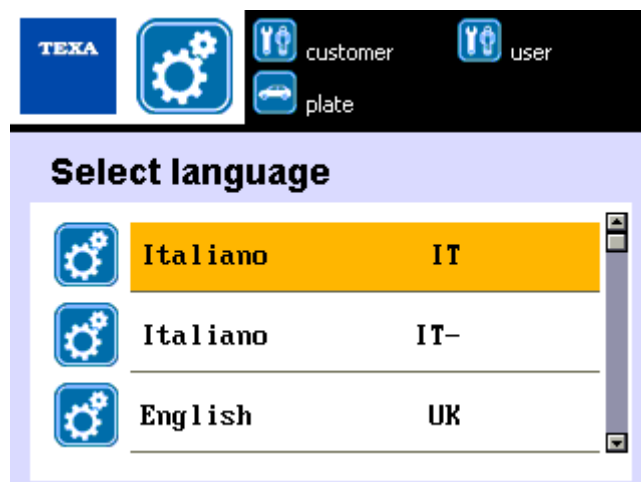 TEXA
customer user
plate
Select language
Italiano IT
Italiano IT-
English UK